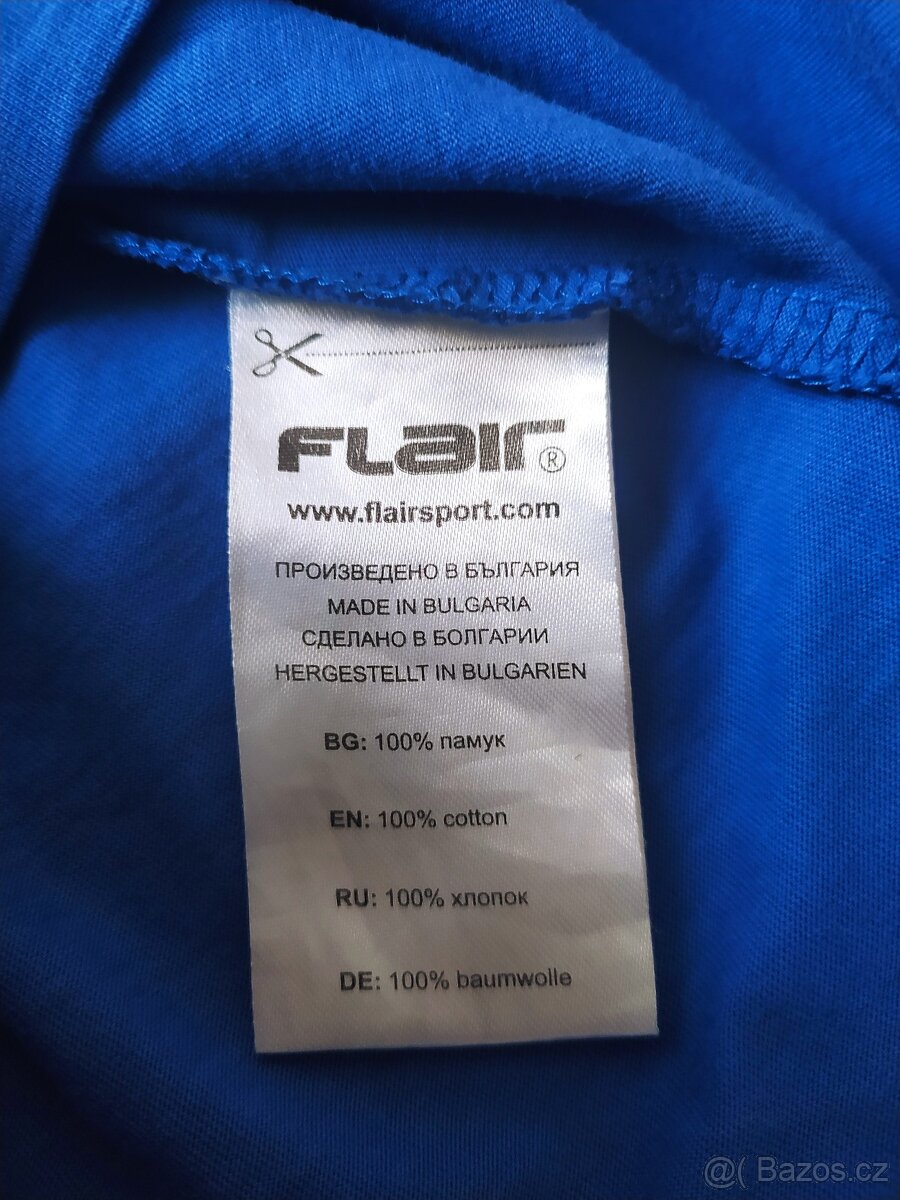 FLaIr®
www.flairsport.com
ПРОИЗВЕДЕНО В БЪЛГАРИЯ
MADE IN BULGARIA
СДЕЛАНО В БОЛГАРИИ
HERGESTELLT IN BULGARIEN
BG: 100% памук
EN: 100% cotton
RU: 100% хлопок
DE: 100% baumwolle
@( Bazos.cz